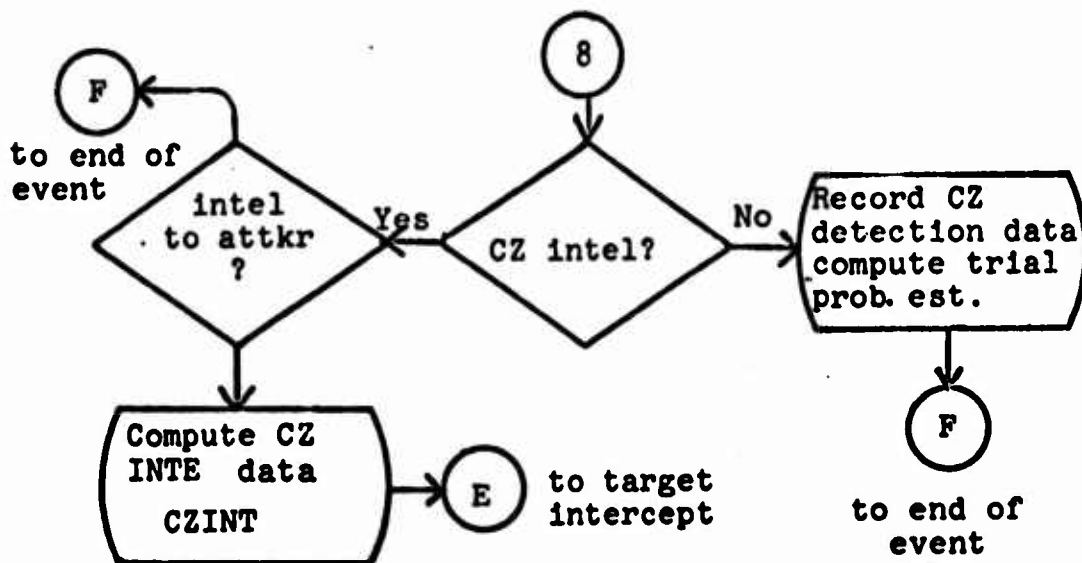 8
F
to end of
event
intel
to attkr
?
Yes
CZ intel?
No
Record CZ
detection data
compute trial
prob. est.
Compute CZ
INTE data
CZINT
E
to target
intercept
F
to end of
event